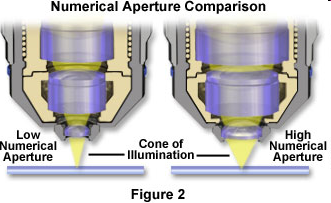 Numerical Aperture Comparison
Low
Numerical
Aperture
Cone of
Illumination
High
Numerical
Aperture
Figure 2